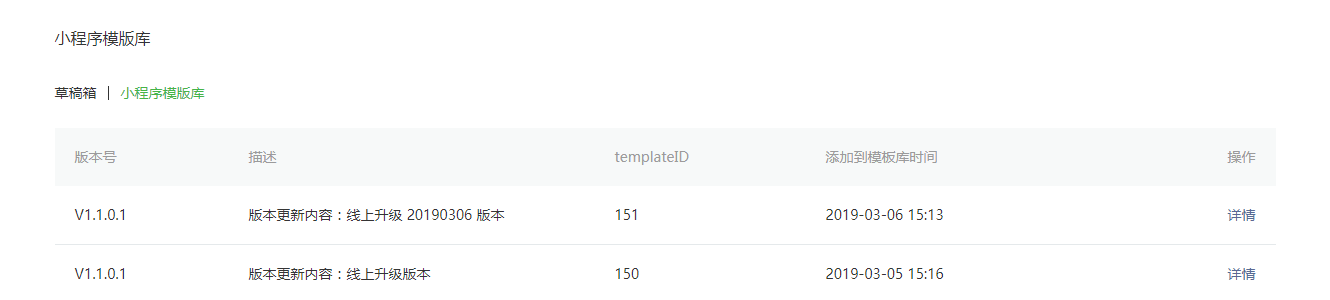 小程序模版库
草稿箱 | 小程序模版库
版本号 描述 templateID 添加到模板库时间 操作
V1.1.0.1 版本更新内容：线上升级 20190306 版本 151 2019-03-06 15:13 详情
V1.1.0.1 版本更新内容：线上升级版本 150 2019-03-05 15:16 详情